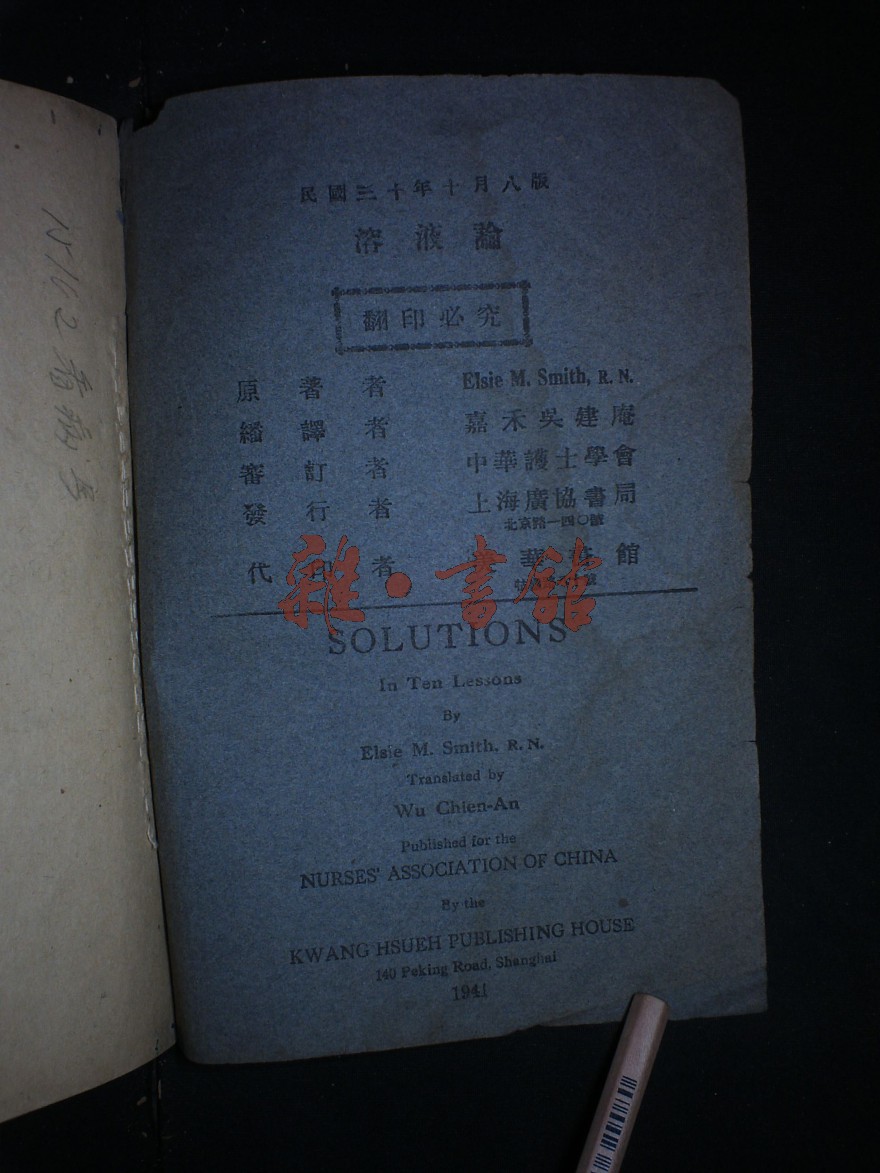 民國三十年十月八版
溶液論
翻印必究
原著者 Elsie M. Smith, R. N.
繙譯者 嘉禾吳建庵
審訂者 中華護士學會
發行者 上海廣協書局
北京路一四〇號
代印者 華 館
雜·書館
SOLUTIONS
In Ten Lessons
By
Elsie M. Smith, R. N.
Translated by
Wu Chien-An
Published for the
NURSES' ASSOCIATION OF CHINA
By the
KWANG HSUEH PUBLISHING HOUSE
140 Peking Road, Shanghai
1941